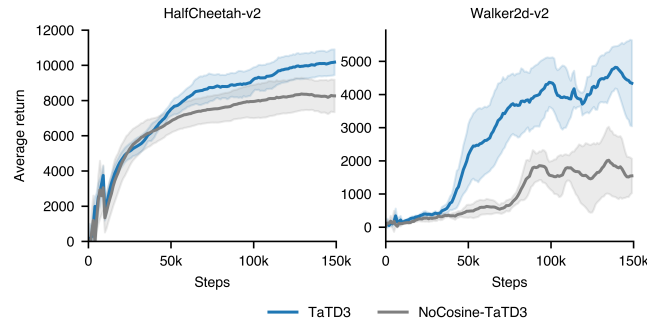 HalfCheetah-v2
Average return
12000
10000
8000
6000
4000
2000
0
0 50k 100k 150k
Steps
Walker2d-v2
5000
4000
3000
2000
1000
0
0 50k 100k 150k
Steps
TaTD3 NoCosine-TaTD3